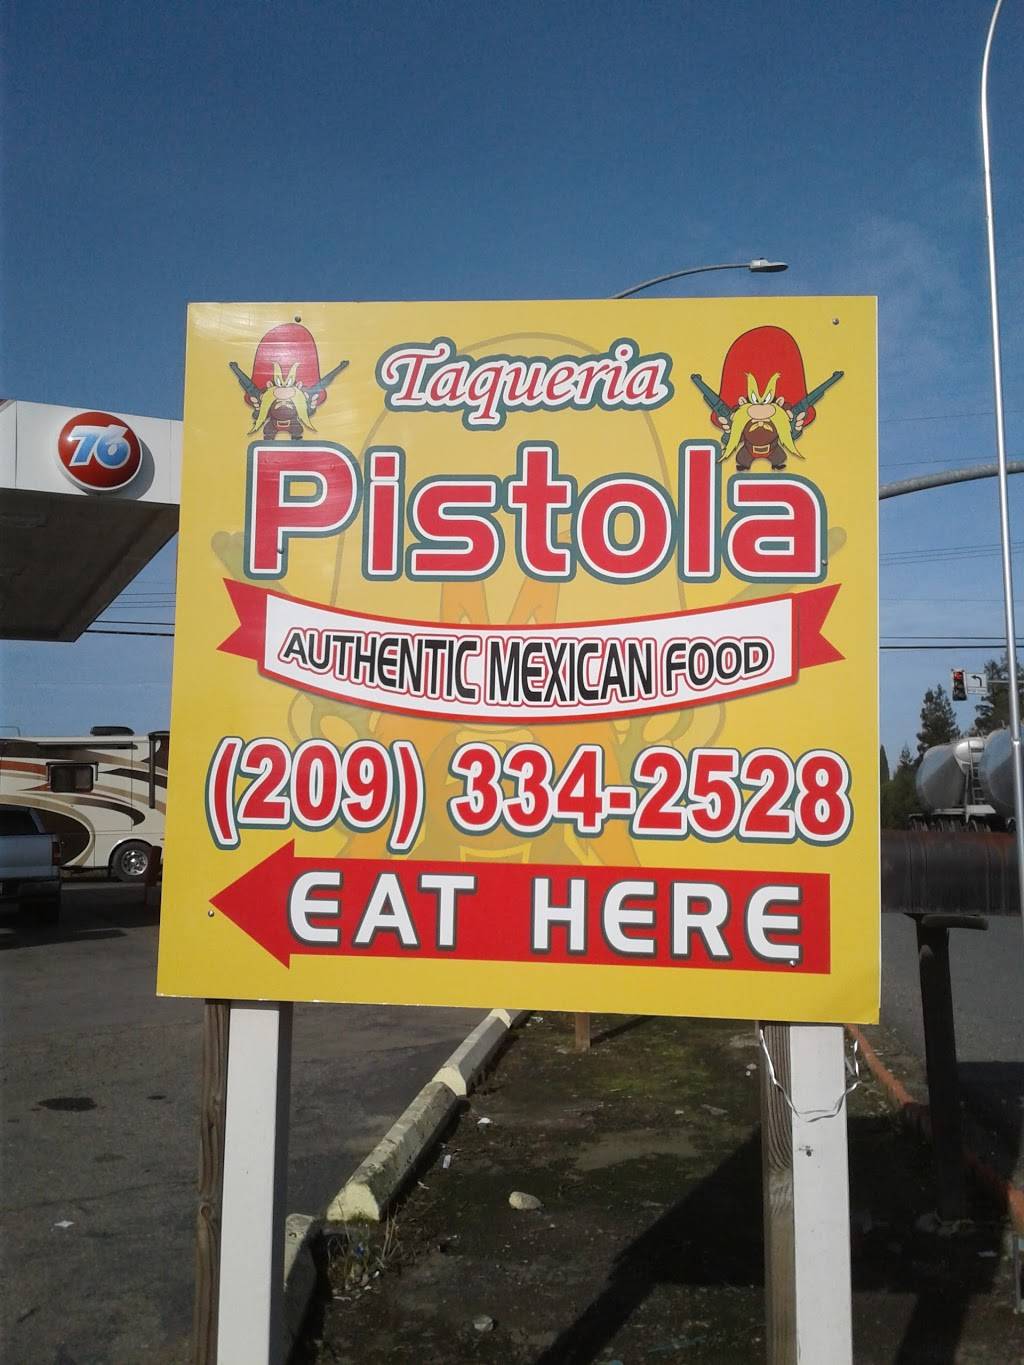 Taqueria
Pistola
AUTHENTIC MEXICAN FOOD
(209) 334-2528
EAT HERE
76